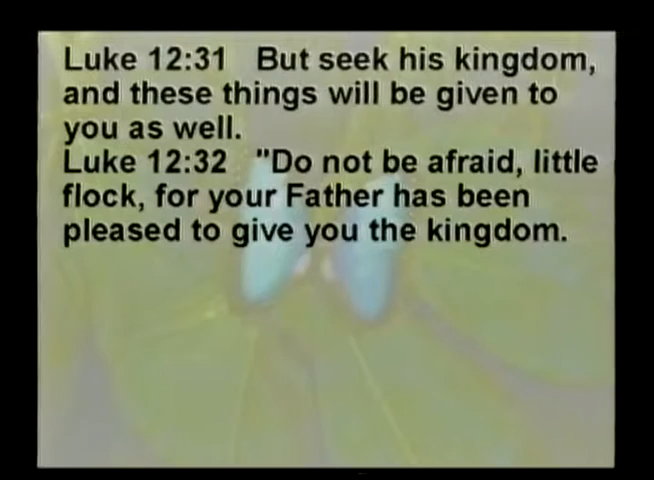 Luke 12:31 But seek his kingdom,
and these things will be given to
you as well.
Luke 12:32 "Do not be afraid, little
flock, for your Father has been
pleased to give you the kingdom.